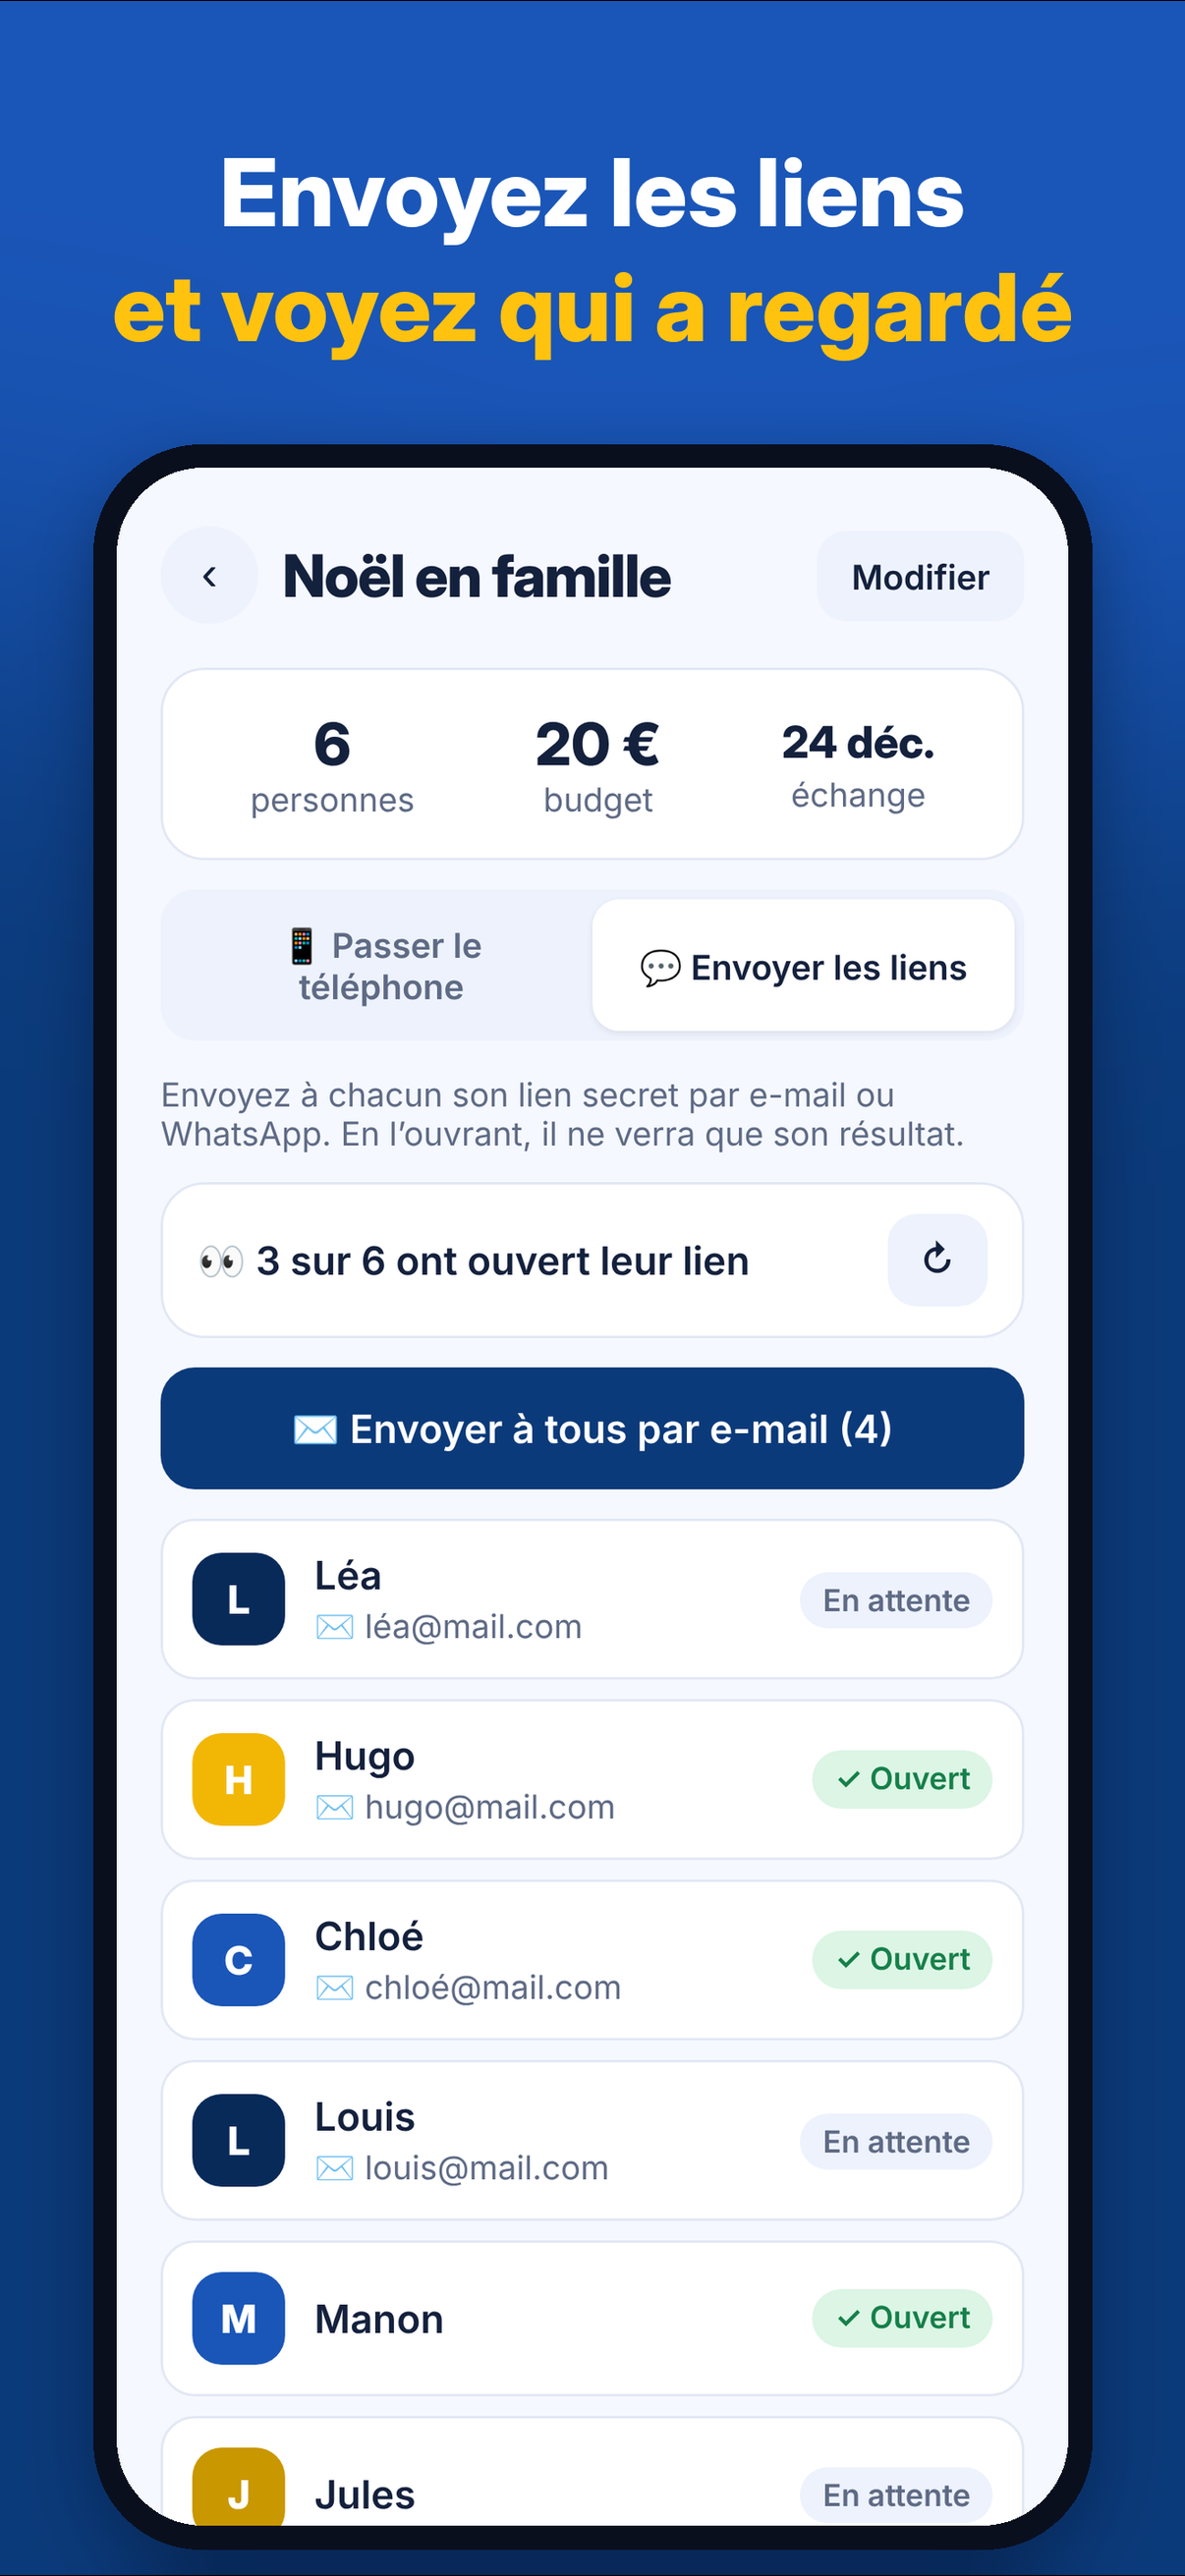 Envoyez les liens
et voyez qui a regardé
‹ Noël en famille Modifier
6 20 € 24 déc.
personnes budget échange
📱 Passer le
téléphone
💬 Envoyer les liens
Envoyez à chacun son lien secret par e-mail ou
WhatsApp. En l’ouvrant, il ne verra que son résultat.
👀 3 sur 6 ont ouvert leur lien ↻
✉️ Envoyer à tous par e-mail (4)
L Léa En attente
✉️ léa@mail.com
H Hugo ✓ Ouvert
✉️ hugo@mail.com
C Chloé ✓ Ouvert
✉️ chloé@mail.com
L Louis En attente
✉️ louis@mail.com
M Manon ✓ Ouvert
J Jules En attente